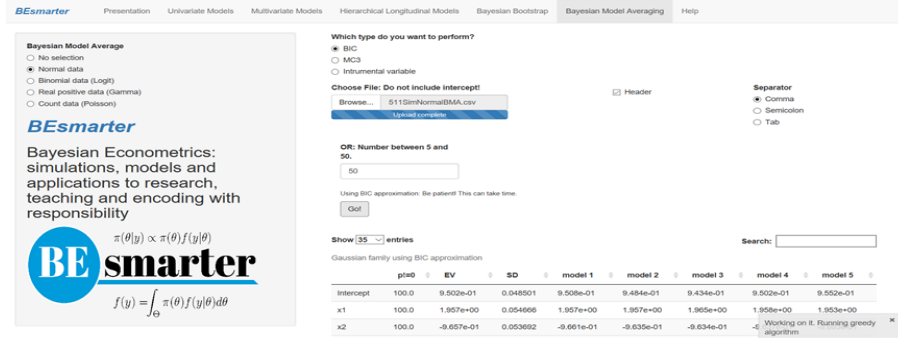 BEsmarter Presentation Univariate Models Multivariate Models Hierarchical Longitudinal Models Bayesian Bootstrap Bayesian Model Averaging Help
Bayesian Model Average
No selection
Normal data
Binomial data (Logit)
Real positive data (Gamma)
Count data (Poisson)
BEsmarter
Bayesian Econometrics:
simulations, models and
applications to research,
teaching and encoding with
responsibility
π(θ|y) ∝ π(θ)f(y|θ)
BE smarter
f(y) = ∫Θ π(θ)f(y|θ)dθ
Which type do you want to perform?
BIC
MC3
Intrumental variable
Choose File: Do not include intercept!
Browse... 511SimNormalBMA.csv
Upload complete
Header
Separator
Comma
Semicolon
Tab
OR: Number between 5 and
50.
50
Using BIC approximation. Be patient! This can take time.
Go!
Show 35 entries
Search:
Gaussian family using BIC approximation
p!=0 EV SD model 1 model 2 model 3 model 4 model 5
Intercept 100.0 9.502e-01 0.048501 9.508e-01 9.484e-01 9.434e-01 9.502e-01 9.552e-01
x1 100.0 1.957e+00 0.054666 1.957e+00 1.957e+00 1.965e+00 1.958e+00 1.953e+00
x2 100.0 -9.657e-01 0.053692 -9.661e-01 -9.635e-01 -9.634e-01
Working on it. Running greedy
algorithm
×